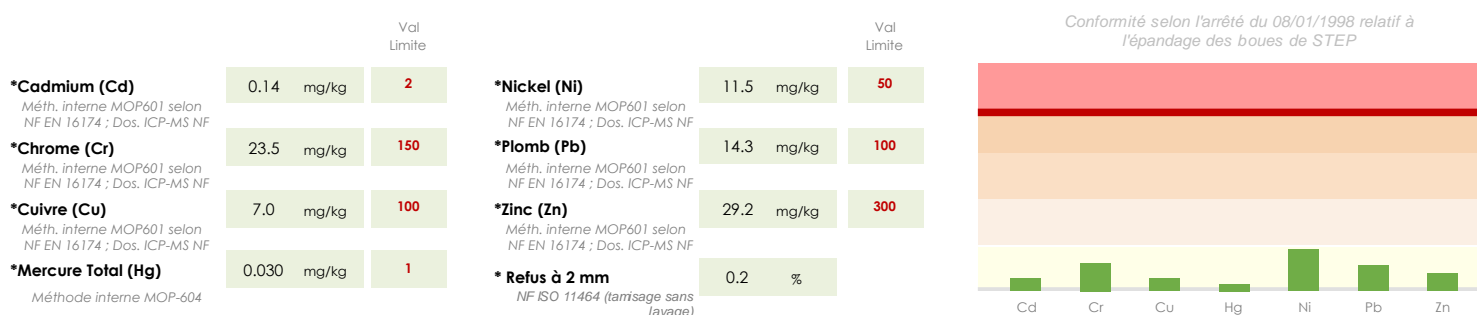 Val
Limite
*Cadmium (Cd) 0.14 mg/kg 2
Méth. interne MOP601 selon
NF EN 16174 ; Dos. ICP-MS NF
*Chrome (Cr) 23.5 mg/kg 150
Méth. interne MOP601 selon
NF EN 16174 ; Dos. ICP-MS NF
*Cuivre (Cu) 7.0 mg/kg 100
Méth. interne MOP601 selon
NF EN 16174 ; Dos. ICP-MS NF
*Mercure Total (Hg) 0.030 mg/kg 1
Méthode interne MOP-604
Val
Limite
*Nickel (Ni) 11.5 mg/kg 50
Méth. interne MOP601 selon
NF EN 16174 ; Dos. ICP-MS NF
*Plomb (Pb) 14.3 mg/kg 100
Méth. interne MOP601 selon
NF EN 16174 ; Dos. ICP-MS NF
*Zinc (Zn) 29.2 mg/kg 300
Méth. interne MOP601 selon
NF EN 16174 ; Dos. ICP-MS NF
* Refus à 2 mm 0.2 %
NF ISO 11464 (tamisage sans
lavage)
Conformité selon l'arrêté du 08/01/1998 relatif à
l'épandage des boues de STEP
Cd Cr Cu Hg Ni Pb Zn